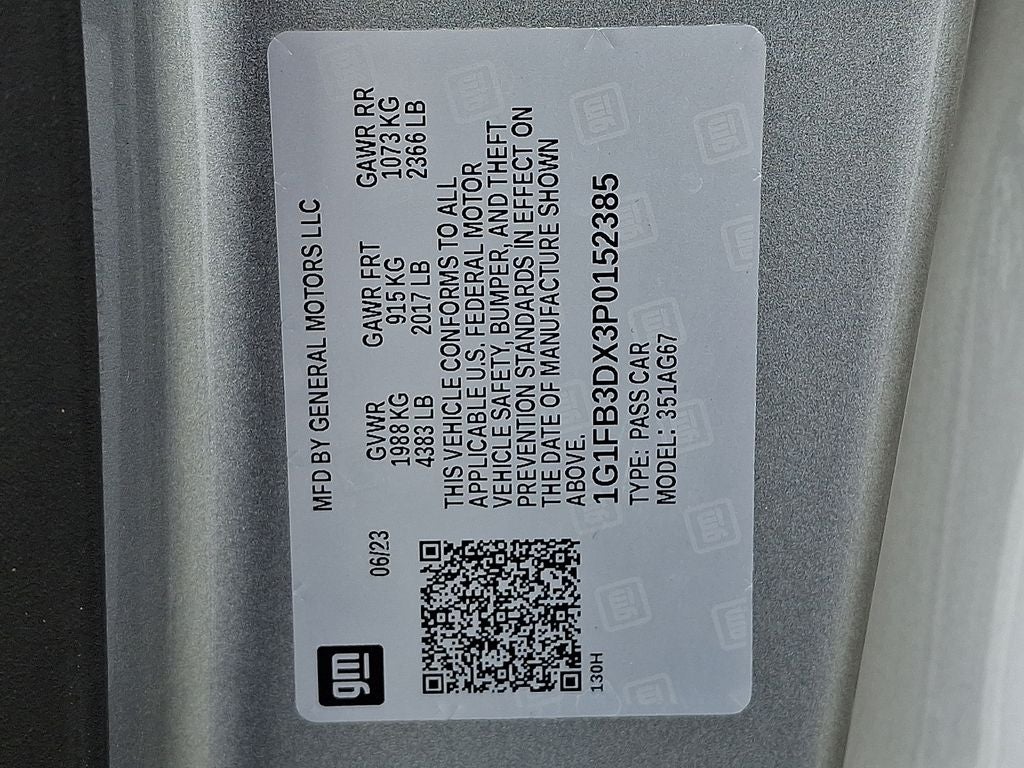 gm
MFD BY GENERAL MOTORS LLC
06/23
GVWR GAWR FRT GAWR RR
1988 KG 915 KG 1073 KG
4383 LB 2017 LB 2366 LB
THIS VEHICLE CONFORMS TO ALL
APPLICABLE U.S. FEDERAL MOTOR
VEHICLE SAFETY, BUMPER, AND THEFT
PREVENTION STANDARDS IN EFFECT ON
THE DATE OF MANUFACTURE SHOWN
ABOVE.
1G1FB3DX3P0152385
TYPE: PASS CAR
MODEL: 351AG67
130H